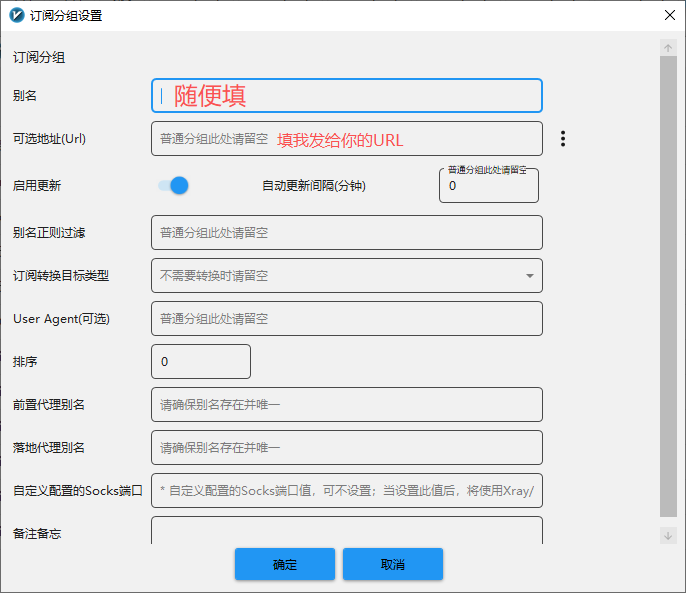 订阅分组设置
订阅分组
别名
随便填
可选地址(Url)
普通分组此处请留空 填我发给你的URL
启用更新
自动更新间隔(分钟)
普通分组此处请留空
0
别名正则过滤
普通分组此处请留空
订阅转换目标类型
不需要转换时请留空
User Agent(可选)
普通分组此处请留空
排序
0
前置代理别名
请确保别名存在并唯一
落地代理別名
请确保别名存在并唯一
自定义配置的Socks端口
* 自定义配置的Socks端口值，可不设置；当设置此值后，将使用Xray/
备注备忘
确定
取消